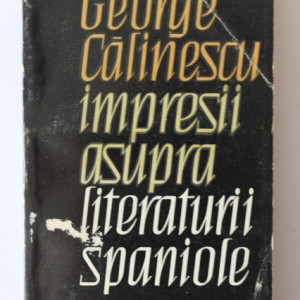 George
Călinescu
impresii
asupra
literaturii
spaniole